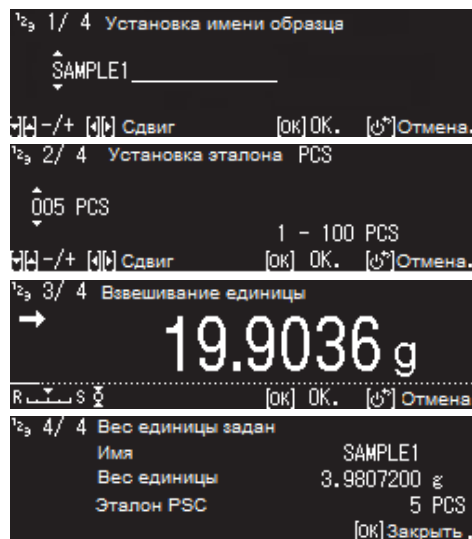 1/ 4 Установка имени образца
SAMPLE1
-/+ Сдвиг [OK] OK. Отмена.
2/ 4 Установка эталона PCS
005 PCS
1 - 100 PCS
-/+ Сдвиг [OK] OK. Отмена.
3/ 4 Взвешивание единицы
19.9036 g
R S [OK] OK. Отмена
4/ 4 Вес единицы задан
Имя SAMPLE1
Вес единицы 3.9807200 g
Эталон PSC 5 PCS
[OK] Закрыть.